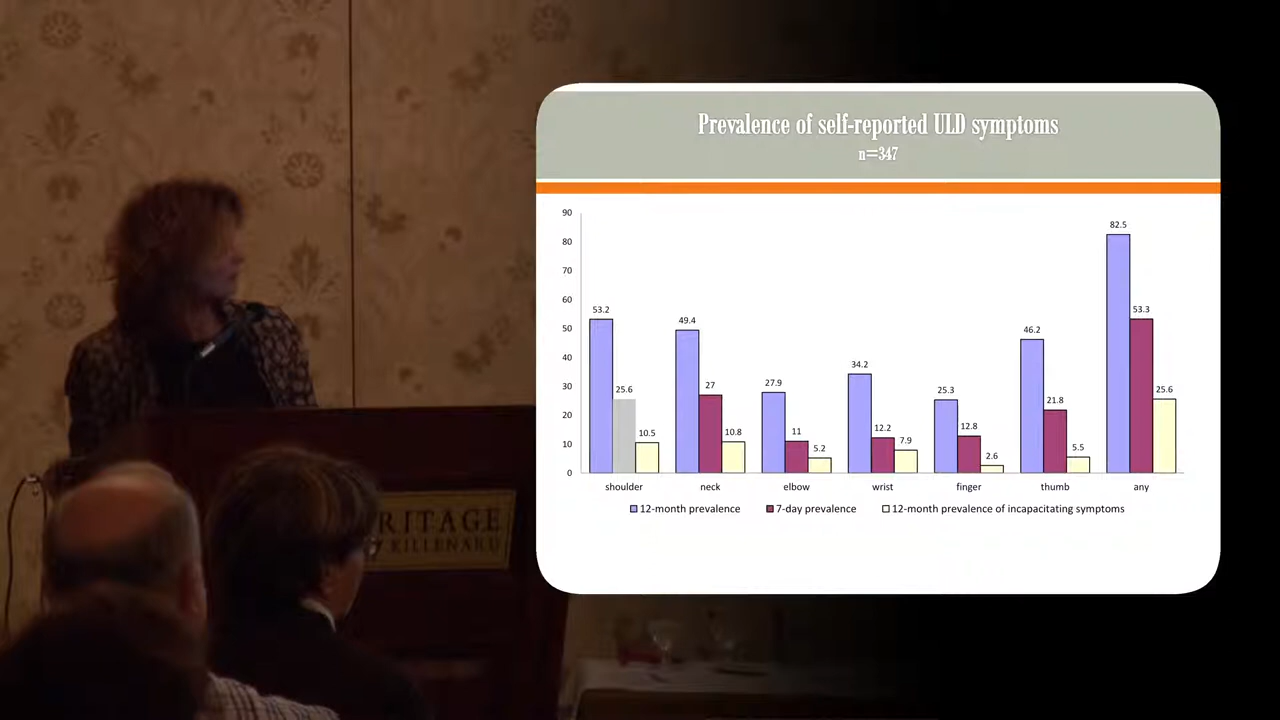 Prevalence of self-reported ULD symptoms
n=347
90
80
70
60
50
40
30
20
10
0
53.2
25.6
10.5
49.4
27
10.8
27.9
11
5.2
34.2
12.2
7.9
25.3
12.8
2.6
46.2
21.8
5.5
82.5
53.3
25.6
shoulder
neck
elbow
wrist
finger
thumb
any
12-month prevalence
7-day prevalence
12-month prevalence of incapacitating symptoms
RITAGE
KILLENARD